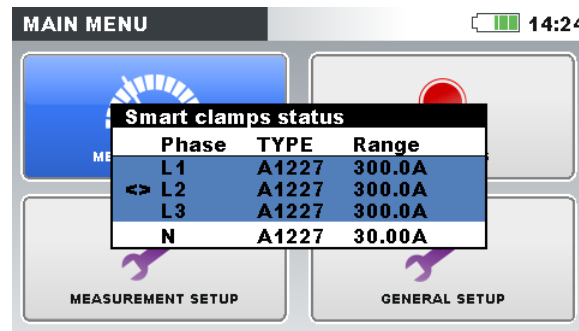 MAIN MENU 14:24
Smart clamps status
Phase TYPE Range
ME
L1 A1227 300.0A
<> L2 A1227 300.0A
L3 A1227 300.0A
N A1227 30.00A
MEASUREMENT SETUP GENERAL SETUP